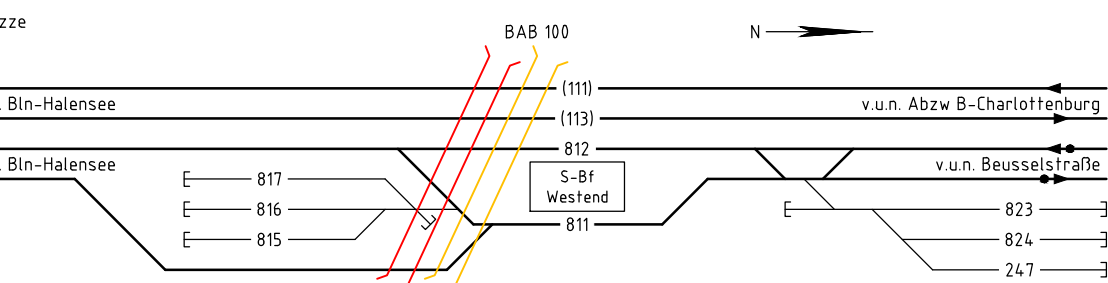 zze
BAB 100
N
(111)
. Bln-Halensee
v.u.n. Abzw B-Charlottenburg
(113)
812
. Bln-Halensee
v.u.n. Beusselstraße
S-Bf
Westend
817
816
823
811
815
824
247